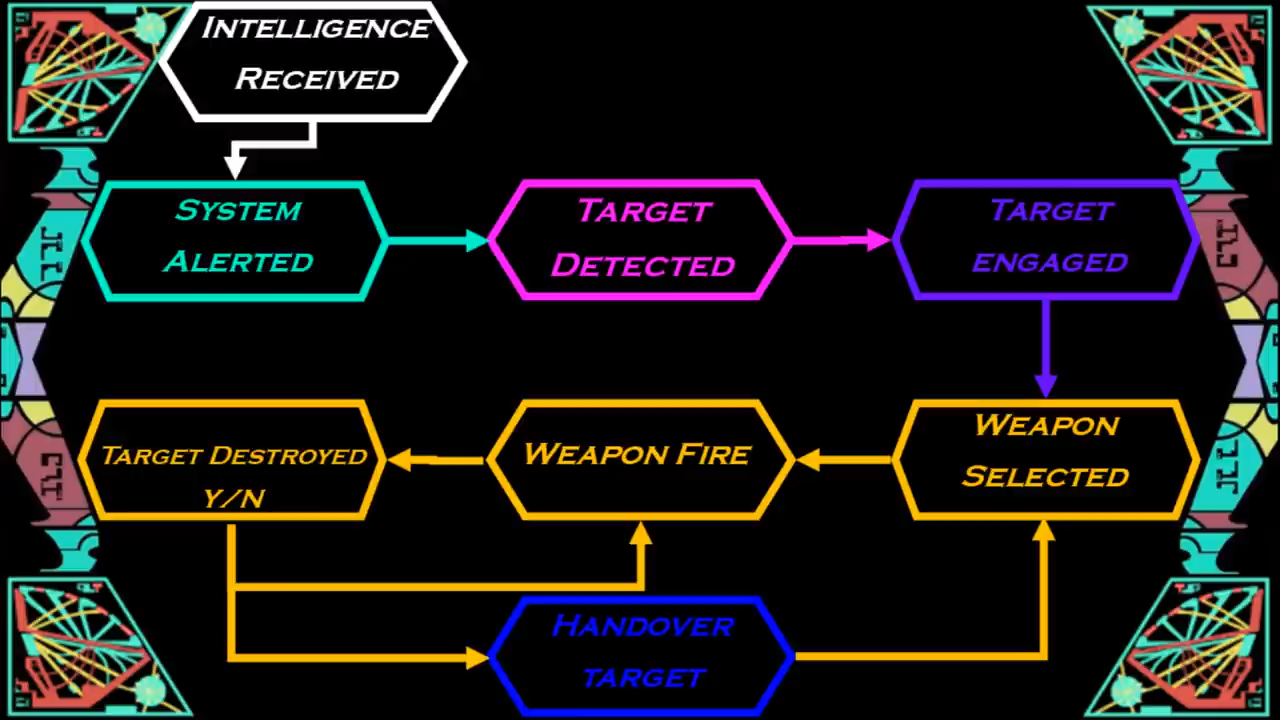 INTELLIGENCE
RECEIVED
SYSTEM
ALERTED
TARGET
DETECTED
TARGET
ENGAGED
TARGET DESTROYED
Y/N
WEAPON FIRE
WEAPON
SELECTED
HANDOVER
TARGET